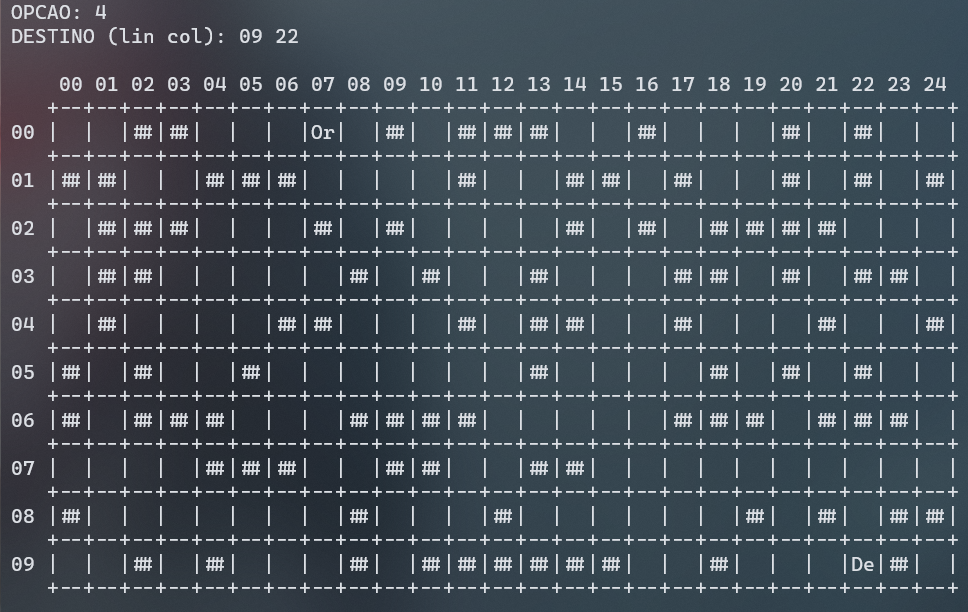 OPCAO: 4
DESTINO (lin col): 09 22
00 01 02 03 04 05 06 07 08 09 10 11 12 13 14 15 16 17 18 19 20 21 22 23 24
+--+--+--+--+--+--+--+--+--+--+--+--+--+--+--+--+--+--+--+--+--+--+--+--+--+
00 |  |  |##|##|  |  |  |Or|  |##|  |##|##|##|  |  |##|  |  |  |##|  |##|  |  |
+--+--+--+--+--+--+--+--+--+--+--+--+--+--+--+--+--+--+--+--+--+--+--+--+--+
01 |##|##|  |  |##|##|##|  |  |  |  |##|  |  |##|##|  |##|  |  |##|  |##|  |##|
+--+--+--+--+--+--+--+--+--+--+--+--+--+--+--+--+--+--+--+--+--+--+--+--+--+
02 |  |##|##|##|  |  |  |##|  |##|  |  |  |  |##|  |##|  |##|##|##|##|  |  |  |
+--+--+--+--+--+--+--+--+--+--+--+--+--+--+--+--+--+--+--+--+--+--+--+--+--+
03 |  |##|##|  |  |  |  |  |##|  |##|  |  |##|  |  |  |##|##|  |##|  |##|##|  |
+--+--+--+--+--+--+--+--+--+--+--+--+--+--+--+--+--+--+--+--+--+--+--+--+--+
04 |  |##|  |  |  |  |##|##|  |  |  |##|  |##|##|  |  |##|  |  |  |##|  |  |##|
+--+--+--+--+--+--+--+--+--+--+--+--+--+--+--+--+--+--+--+--+--+--+--+--+--+
05 |##|  |##|  |  |##|  |  |  |  |  |  |  |##|  |  |  |  |##|  |##|  |##|  |  |
+--+--+--+--+--+--+--+--+--+--+--+--+--+--+--+--+--+--+--+--+--+--+--+--+--+
06 |##|  |##|##|##|  |  |  |##|##|##|##|  |  |  |  |  |##|##|##|  |##|##|##|  |
+--+--+--+--+--+--+--+--+--+--+--+--+--+--+--+--+--+--+--+--+--+--+--+--+--+
07 |  |  |  |  |##|##|##|  |  |##|##|  |  |##|##|  |  |  |  |  |  |  |  |  |  |
+--+--+--+--+--+--+--+--+--+--+--+--+--+--+--+--+--+--+--+--+--+--+--+--+--+
08 |##|  |  |  |  |  |  |  |##|  |  |  |##|  |  |  |  |  |  |##|  |##|  |##|##|
+--+--+--+--+--+--+--+--+--+--+--+--+--+--+--+--+--+--+--+--+--+--+--+--+--+
09 |  |  |##|  |##|  |  |  |##|  |##|##|##|##|##|##|  |  |##|  |  |  |De|##|  |
+--+--+--+--+--+--+--+--+--+--+--+--+--+--+--+--+--+--+--+--+--+--+--+--+--+